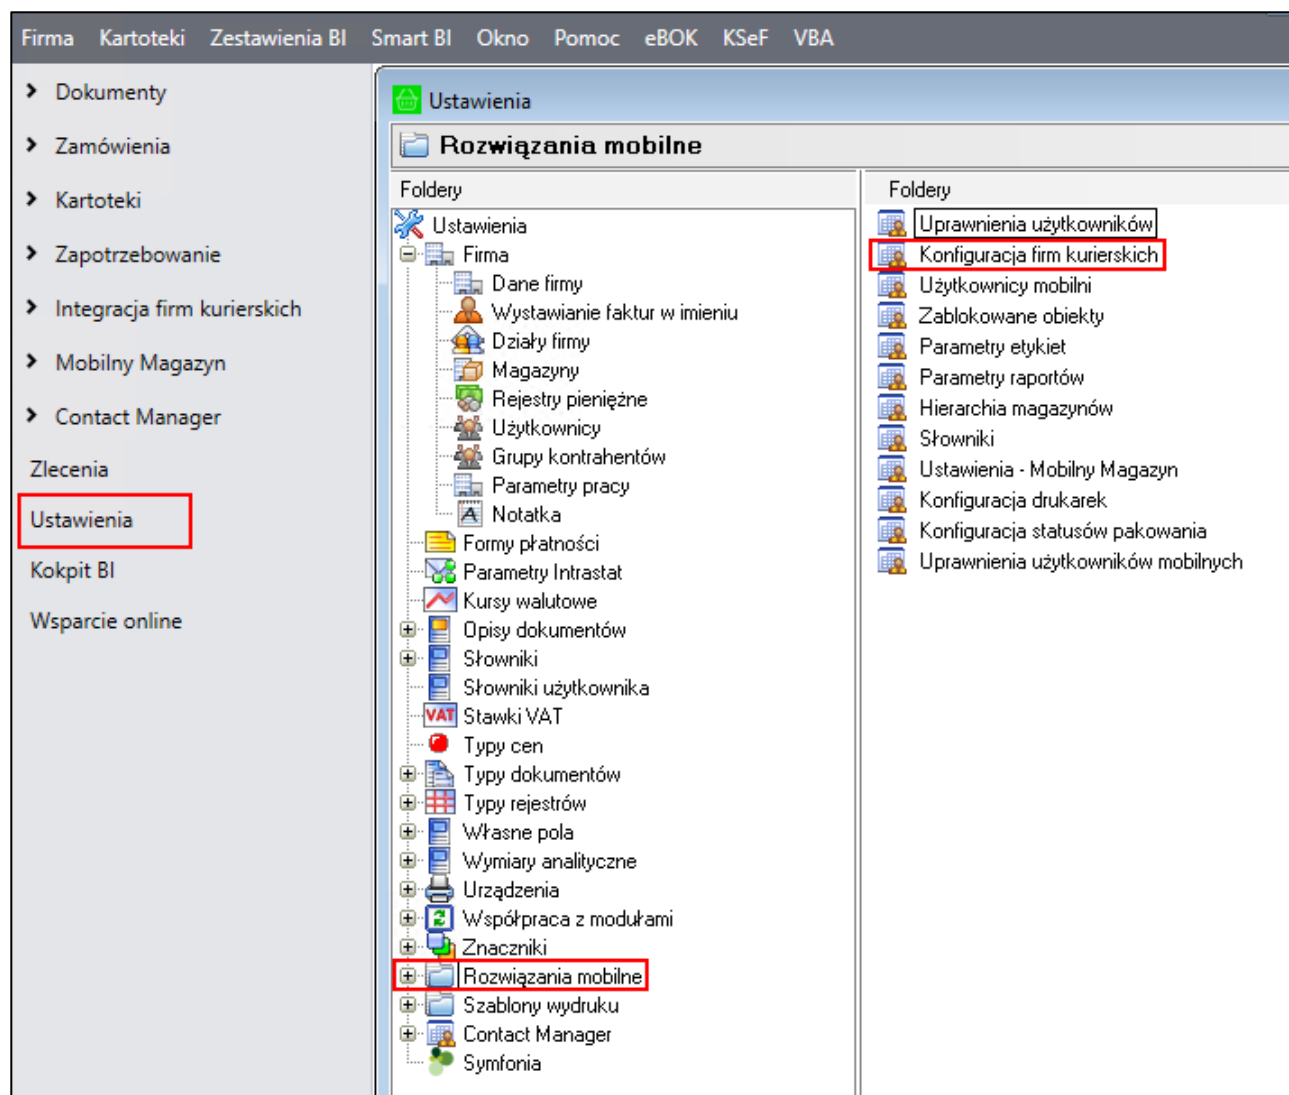 Firma Kartoteki Zestawienia BI Smart BI Okno Pomoc eBOK KSeF VBA
Dokumenty
Zamówienia
Kartoteki
Zapotrzebowanie
Integracja firm kurierskich
Mobilny Magazyn
Contact Manager
Zlecenia
Ustawienia
Kokpit BI
Wsparcie online
Ustawienia
Rozwiązania mobilne
Foldery
Ustawienia
Firma
Dane firmy
Wystawianie faktur w imieniu
Działy firmy
Magazyny
Rejestry pieniężne
Użytkownicy
Grupy kontrahentów
Parametry pracy
Notatka
Formy płatności
Parametry Intrastat
Kursy walutowe
Opisy dokumentów
Słowniki
Słowniki użytkownika
VAT Stawki VAT
Typy cen
Typy dokumentów
Typy rejestrów
Własne pola
Wymiary analityczne
Urządzenia
Współpraca z modułami
Znaczniki
Rozwiązania mobilne
Szablony wydruku
Contact Manager
Symfonia
Foldery
Uprawnienia użytkowników
Konfiguracja firm kurierskich
Użytkownicy mobilni
Zablokowane obiekty
Parametry etykiet
Parametry raportów
Hierarchia magazynów
Słowniki
Ustawienia - Mobilny Magazyn
Konfiguracja drukarek
Konfiguracja statusów pakowania
Uprawnienia użytkowników mobilnych